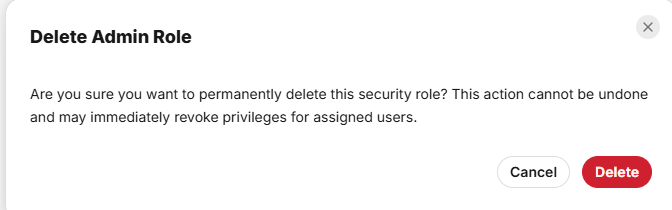 Delete Admin Role
Are you sure you want to permanently delete this security role? This action cannot be undone
and may immediately revoke privileges for assigned users.
Cancel
Delete